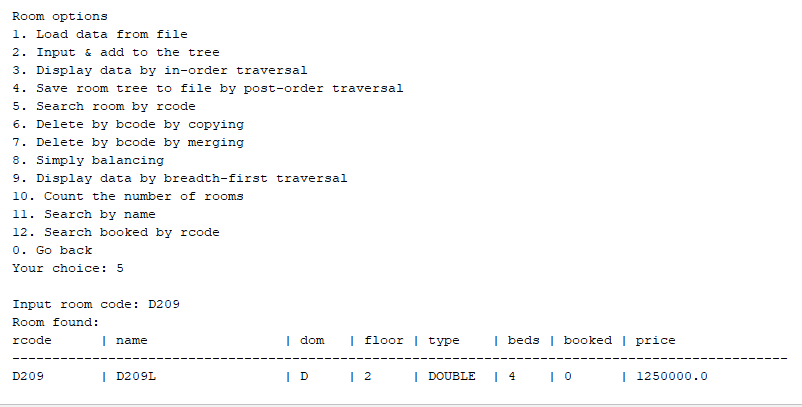 Room options
1. Load data from file
2. Input & add to the tree
3. Display data by in-order traversal
4. Save room tree to file by post-order traversal
5. Search room by rcode
6. Delete by bcode by copying
7. Delete by bcode by merging
8. Simply balancing
9. Display data by breadth-first traversal
10. Count the number of rooms
11. Search by name
12. Search booked by rcode
0. Go back
Your choice: 5
Input room code: D209
Room found:
rcode | name | dom | floor | type | beds | booked | price
-------------------------------------------------------------------------------------------------
D209 | D209L | D | 2 | DOUBLE | 4 | 0 | 1250000.0